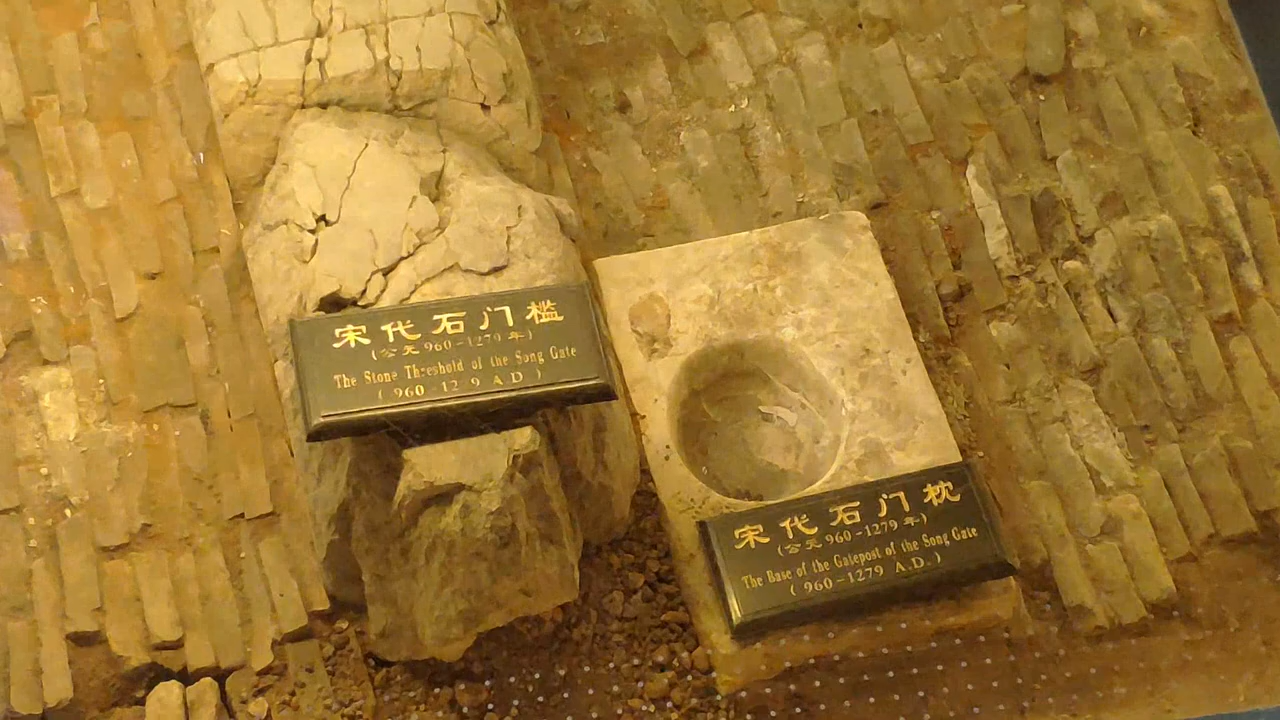 宋代石门槛
(公元960-1279年)
The Stone Threshold of the Song Gate
( 960-12 9 A D )
宋代石门枕
(公元960-1279年)
The Base of the Gatepost of the Song Gate
( 960-1279 A.D. )